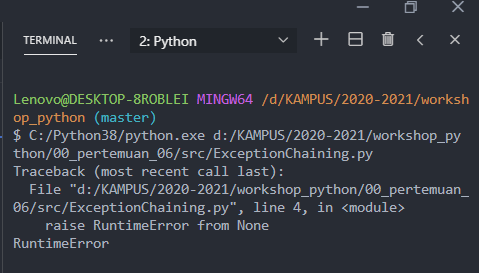 TERMINAL ... 2: Python
Lenovo@DESKTOP-8ROBLEI MINGW64 /d/KAMPUS/2020-2021/worksh
op_python (master)
$ C:/Python38/python.exe d:/KAMPUS/2020-2021/workshop_py
thon/00_pertemuan_06/src/ExceptionChaining.py
Traceback (most recent call last):
  File "d:/KAMPUS/2020-2021/workshop_python/00_pertemuan_
06/src/ExceptionChaining.py", line 4, in <module>
    raise RuntimeError from None
RuntimeError